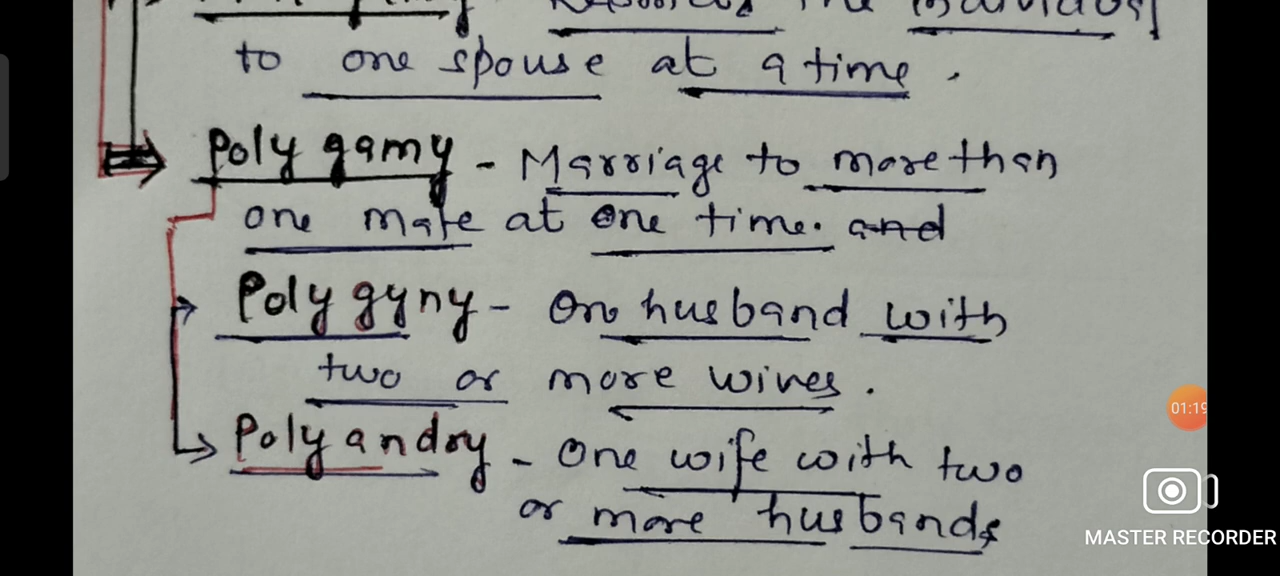 the
to one spouse at a time.
Polygamy - Marriage to more than
one mate at one time. and
Polygyny - On husband with
two or more wives.
Polyandry - One wife with two
or more husbands
01:19
MASTER RECORDER